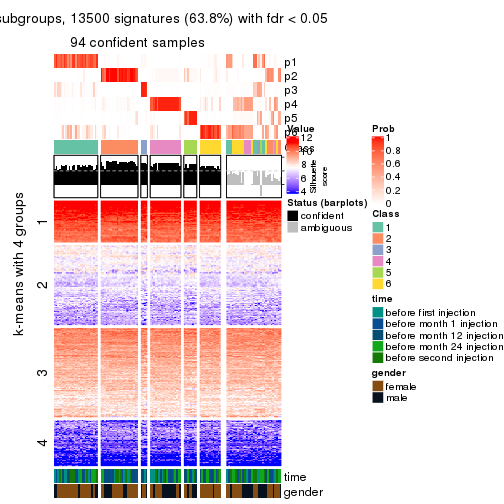 subgroups, 13500 signatures (63.8%) with fdr < 0.05
94 confident samples
p1
p2
p3
p4
p5
Value
12
8
6
4
Silhouette
score
Status (barplots)
confident
ambiguous
Prob
1
0.8
0.6
0.4
0.2
0
Class
1
2
3
4
5
6
time
before first injection
before month 1 injection
before month 12 injection
before month 24 injection
before second injection
gender
female
male
k-means with 4 groups
1
2
3
4
time
gender